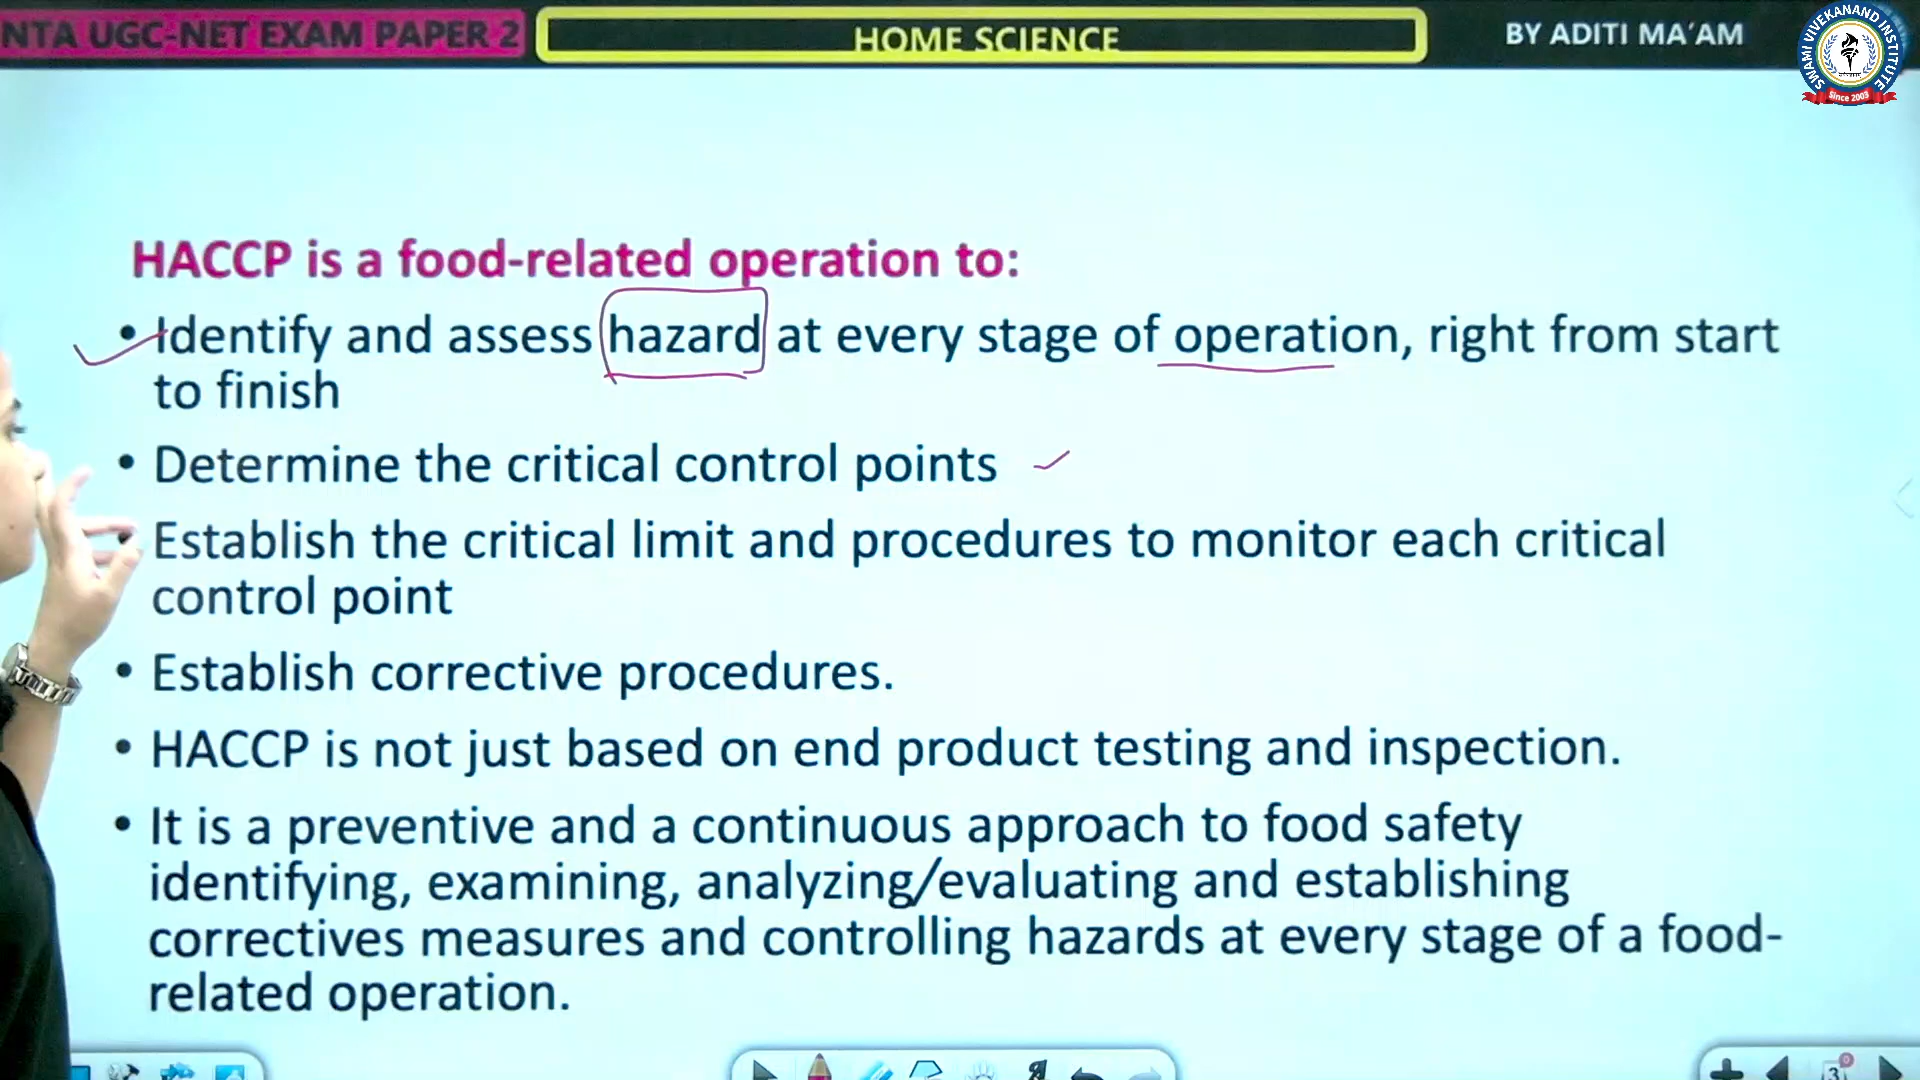 NTA UGC-NET EXAM PAPER 2
HOME SCIENCE
BY ADITI MA'AM
SWAMI VIVEKANAND INSTITUTE
Since 2003
HACCP is a food-related operation to:
• Identify and assess hazard at every stage of operation, right from start
to finish
• Determine the critical control points
• Establish the critical limit and procedures to monitor each critical
control point
• Establish corrective procedures.
• HACCP is not just based on end product testing and inspection.
• It is a preventive and a continuous approach to food safety
identifying, examining, analyzing/evaluating and establishing
correctives measures and controlling hazards at every stage of a food-
related operation.
3